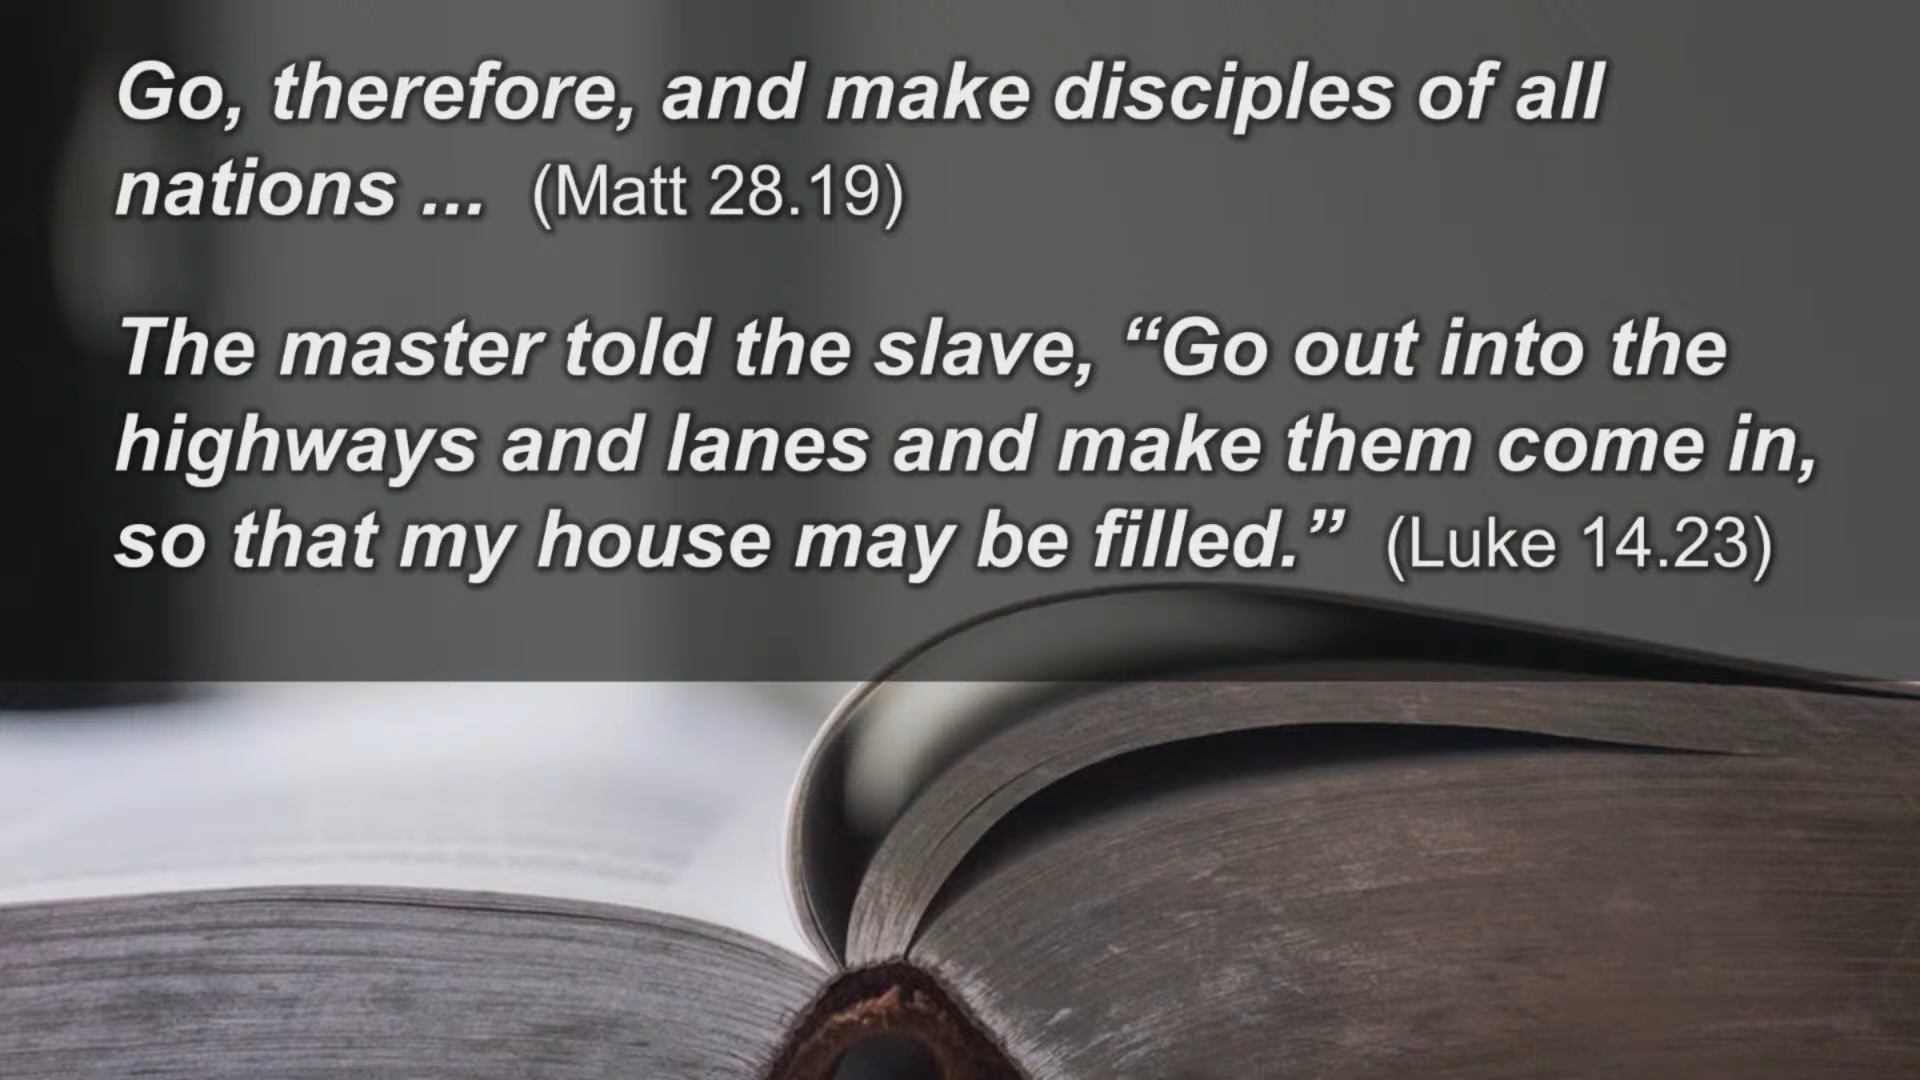 Go, therefore, and make disciples of all
nations ... (Matt 28.19)
The master told the slave, “Go out into the
highways and lanes and make them come in,
so that my house may be filled.” (Luke 14.23)